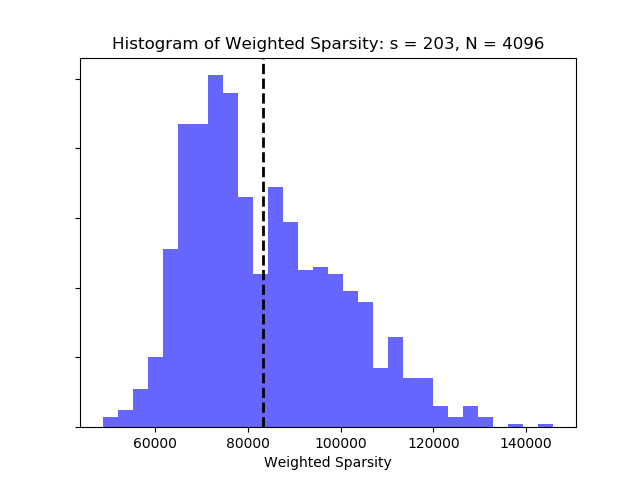 Histogram of Weighted Sparsity: s = 203, N = 4096
60000 80000 100000 120000 140000
Weighted Sparsity